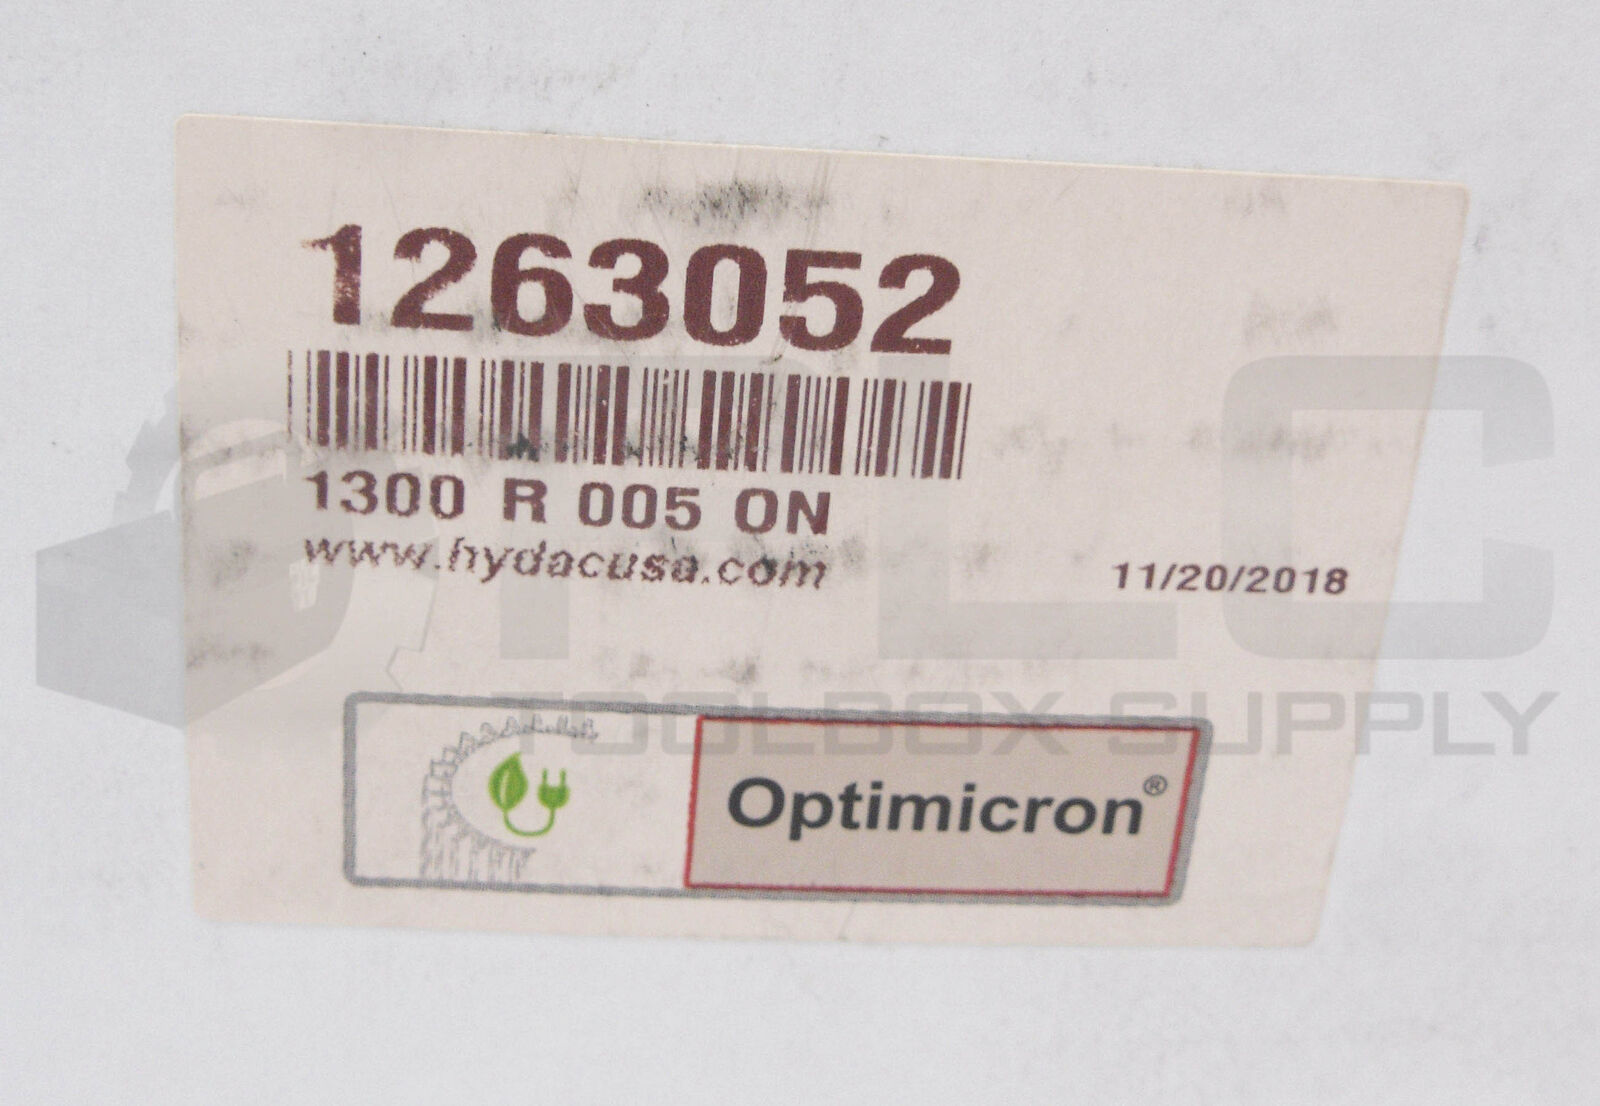 1263052
1300 R 005 ON
www.hydacusa.com
11/20/2018
Optimicron®
PLC
TOOLBOX SUPPLY